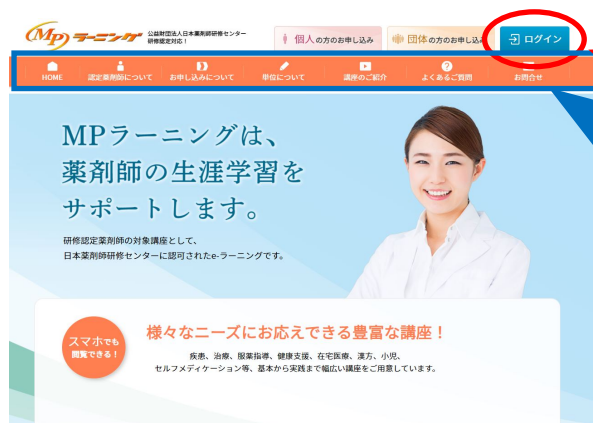 MPラーニング
公益財団法人日本薬剤師研修センター
研修認定対応！
個人の方のお申し込み
団体の方のお申し込み
ログイン
HOME
認定薬剤師について
お申し込みについて
単位について
講座のご紹介
よくあるご質問
お問合せ
MPラーニングは、
薬剤師の生涯学習を
サポートします。
研修認定薬剤師の対象講座として、
日本薬剤師研修センターに認可されたe-ラーニングです。
スマホでも
閲覧できる！
様々なニーズにお応えできる豊富な講座！
疾患、治療、服薬指導、健康支援、在宅医療、漢方、小児、
セルフメディケーション等、基本から実践まで幅広い講座をご用意しています。